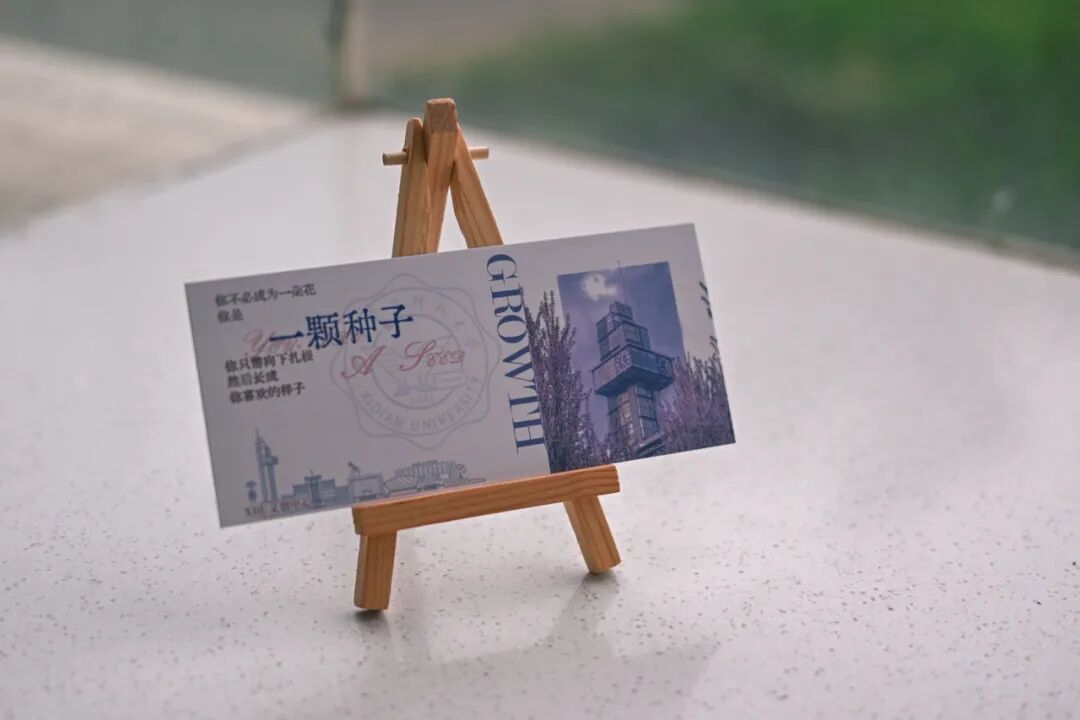 你不必成为一朵花
你是
一颗种子
A Seed
你只需向下扎根
然后长成
你喜欢的样子
GROWTH
XIDIAN UNIVERSITY
1931